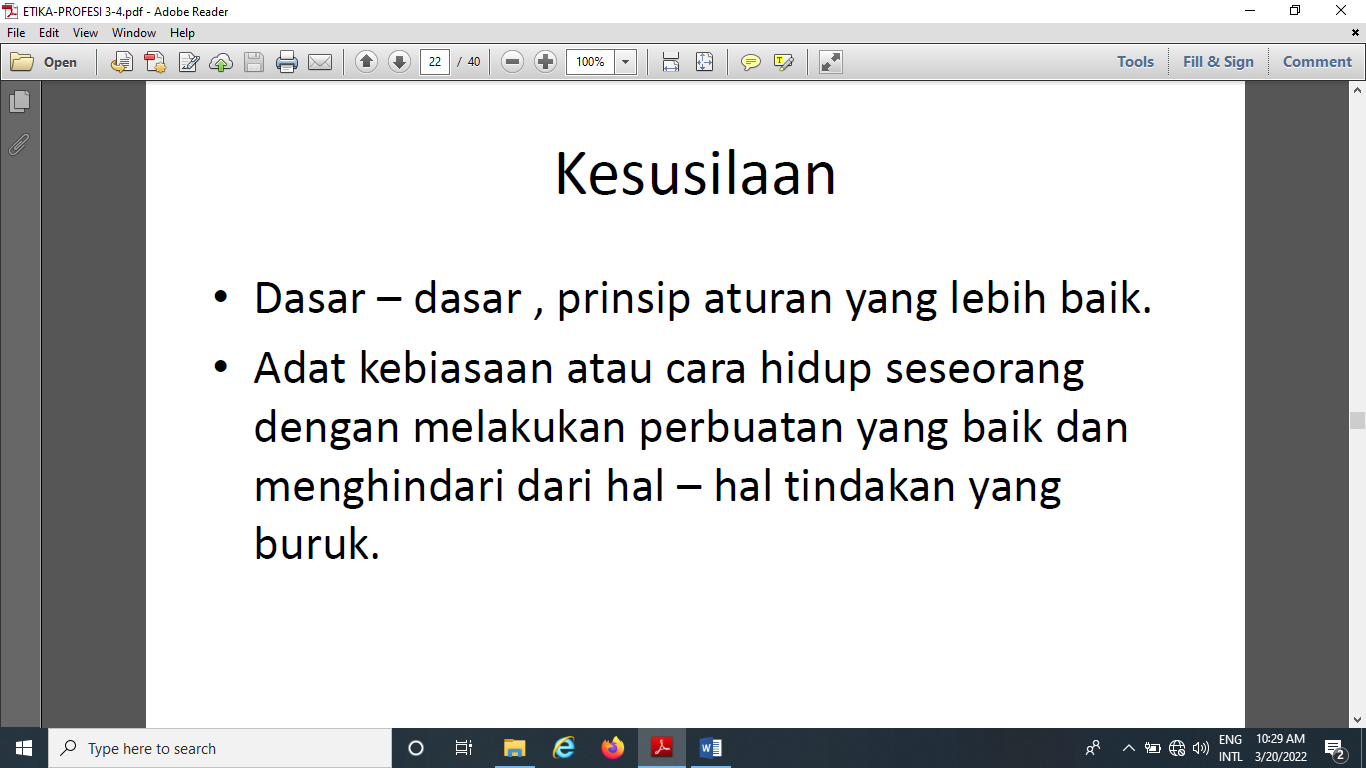 ETIKA-PROFESI 3-4.pdf - Adobe Reader
File Edit View Window Help
Open 22 / 40 100% Tools Fill & Sign Comment
Kesusilaan
• Dasar – dasar , prinsip aturan yang lebih baik.
• Adat kebiasaan atau cara hidup seseorang
dengan melakukan perbuatan yang baik dan
menghindari dari hal – hal tindakan yang
buruk.
Type here to search
ENG 10:29 AM
INTL 3/20/2022
2